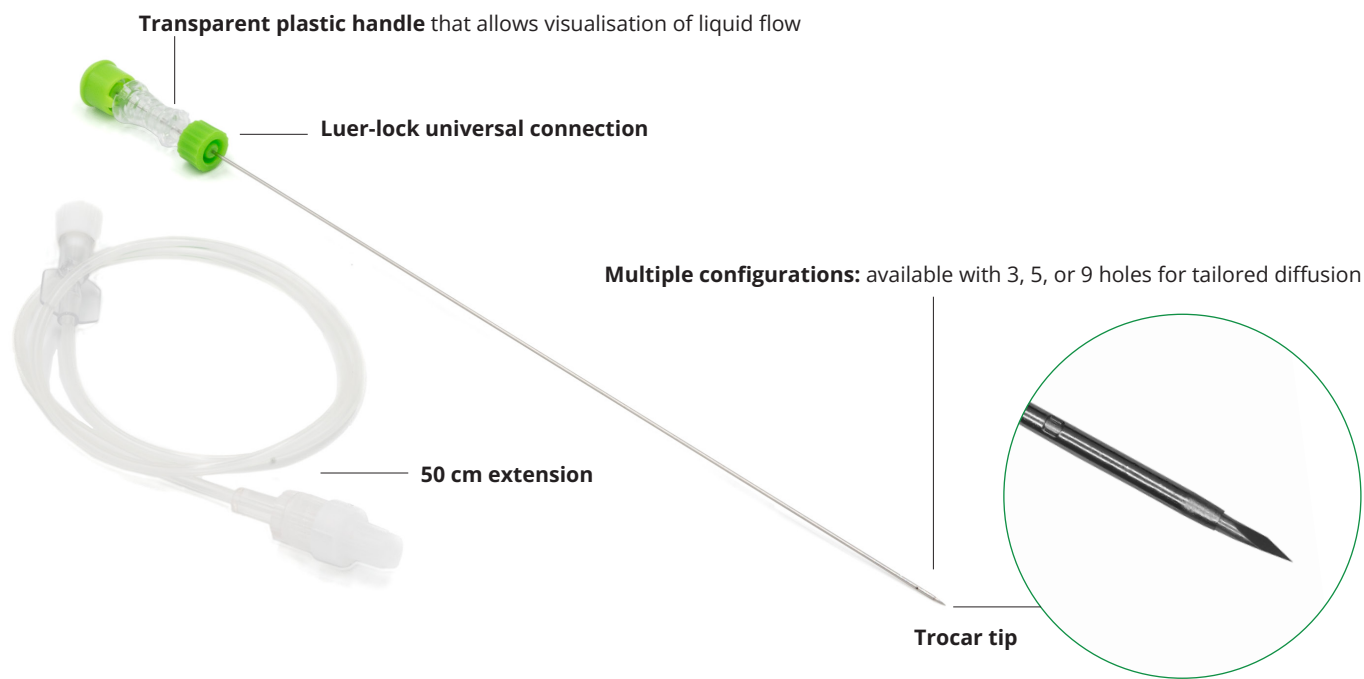 Transparent plastic handle that allows visualisation of liquid flow
Luer-lock universal connection
Multiple configurations: available with 3, 5, or 9 holes for tailored diffusion
50 cm extension
Trocar tip